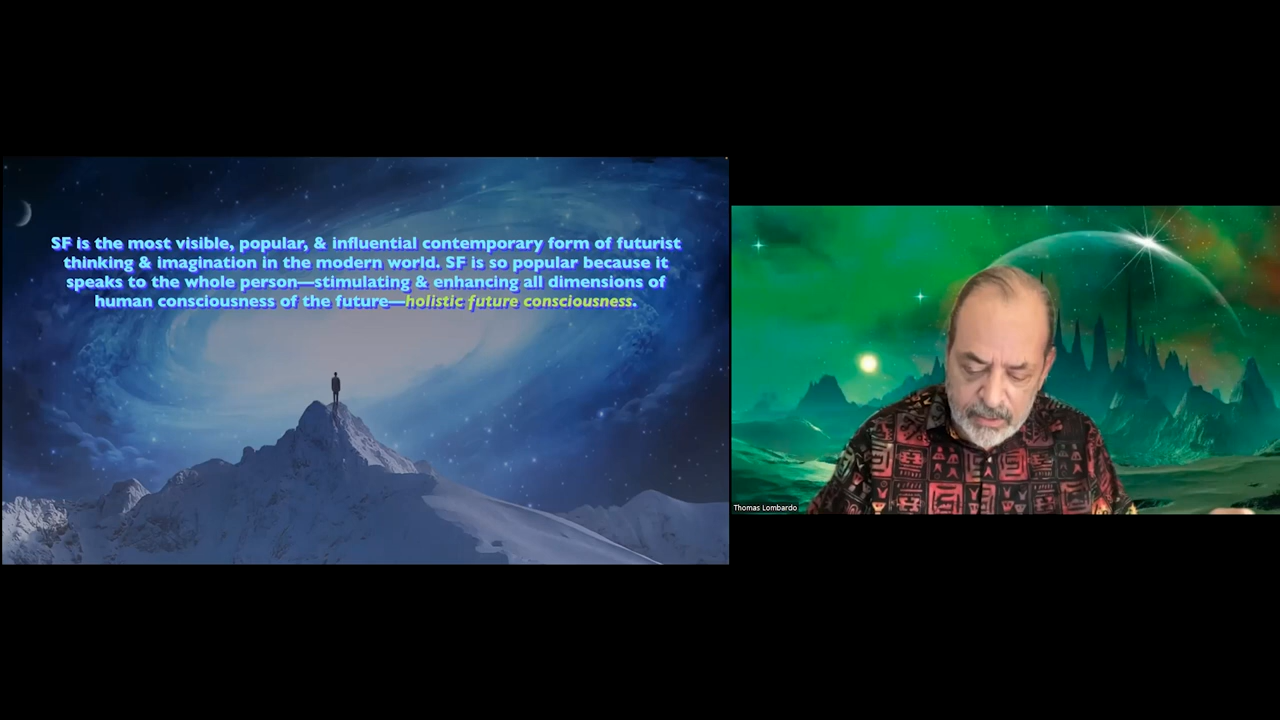 SF is the most visible, popular, & influential contemporary form of futurist
thinking & imagination in the modern world. SF is so popular because it
speaks to the whole person—stimulating & enhancing all dimensions of
human consciousness of the future—holistic future consciousness.
Thomas Lombardo